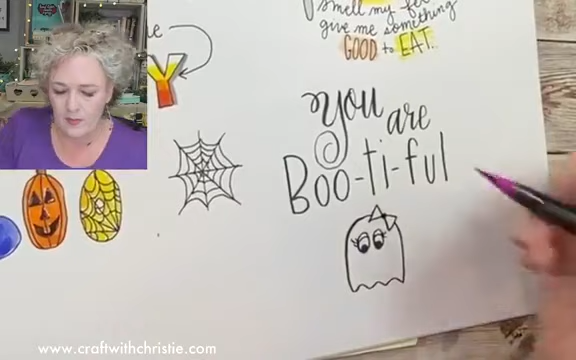 smell my feet
give me something
GOOD to EAT..
e
Y
You
are
Boo-ti-ful
www.craftwithchristie.com